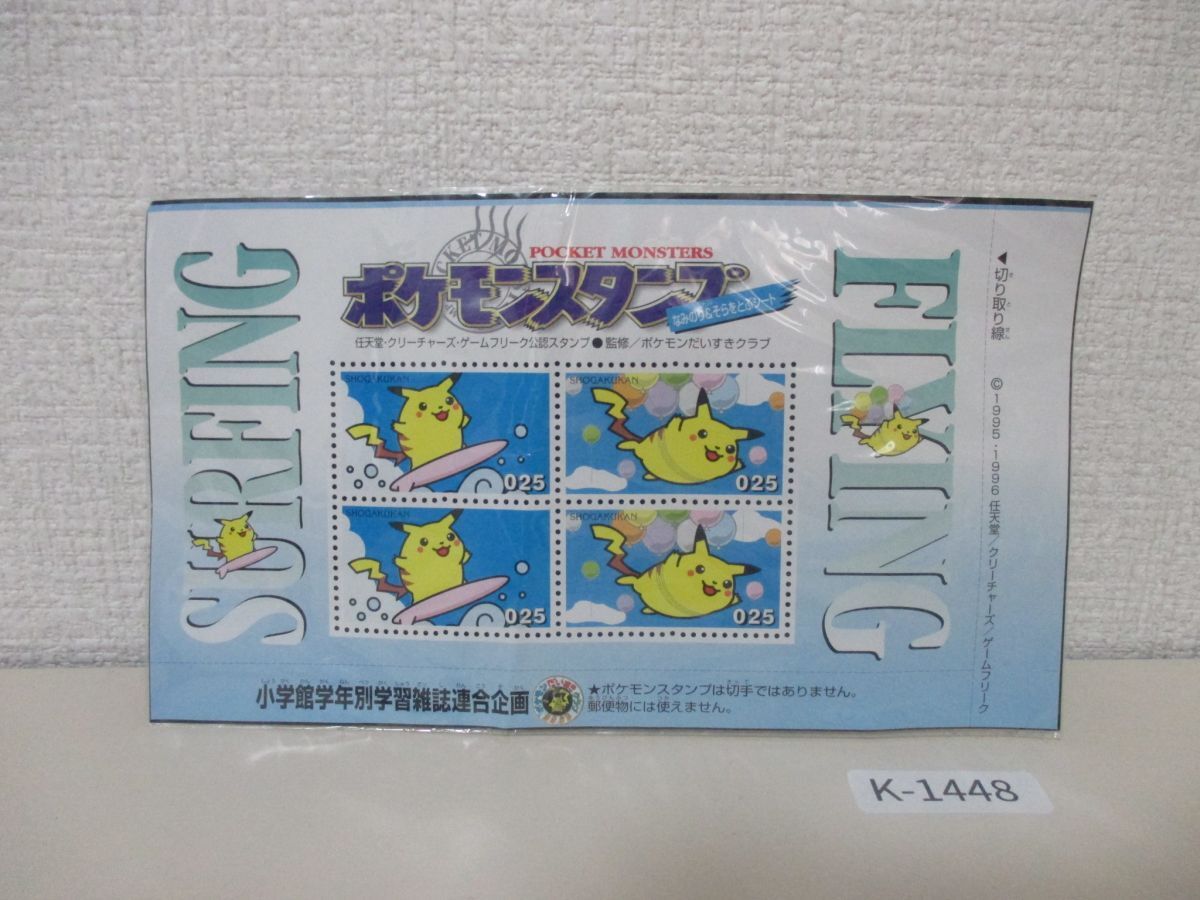 POCKET MONSTERS
KET MO
ポケモンスタンプ
なみのり&そらをとぶシート
任天堂・クリーチャーズ・ゲームフリーク公認スタンプ●監修/ポケモンだいすきクラブ
SURFING
FLYING
SHOGAKUKAN
025
SHOGAKUKAN
025
SHOGAKUKAN
025
SHOGAKUKAN
025
◀切り取り線
©1995・1996 任天堂/クリーチャーズ/ゲームフリーク
小学館学年別学習雑誌連合企画
★ポケモンスタンプは切手ではありません。
郵便物には使えません。
K-1448